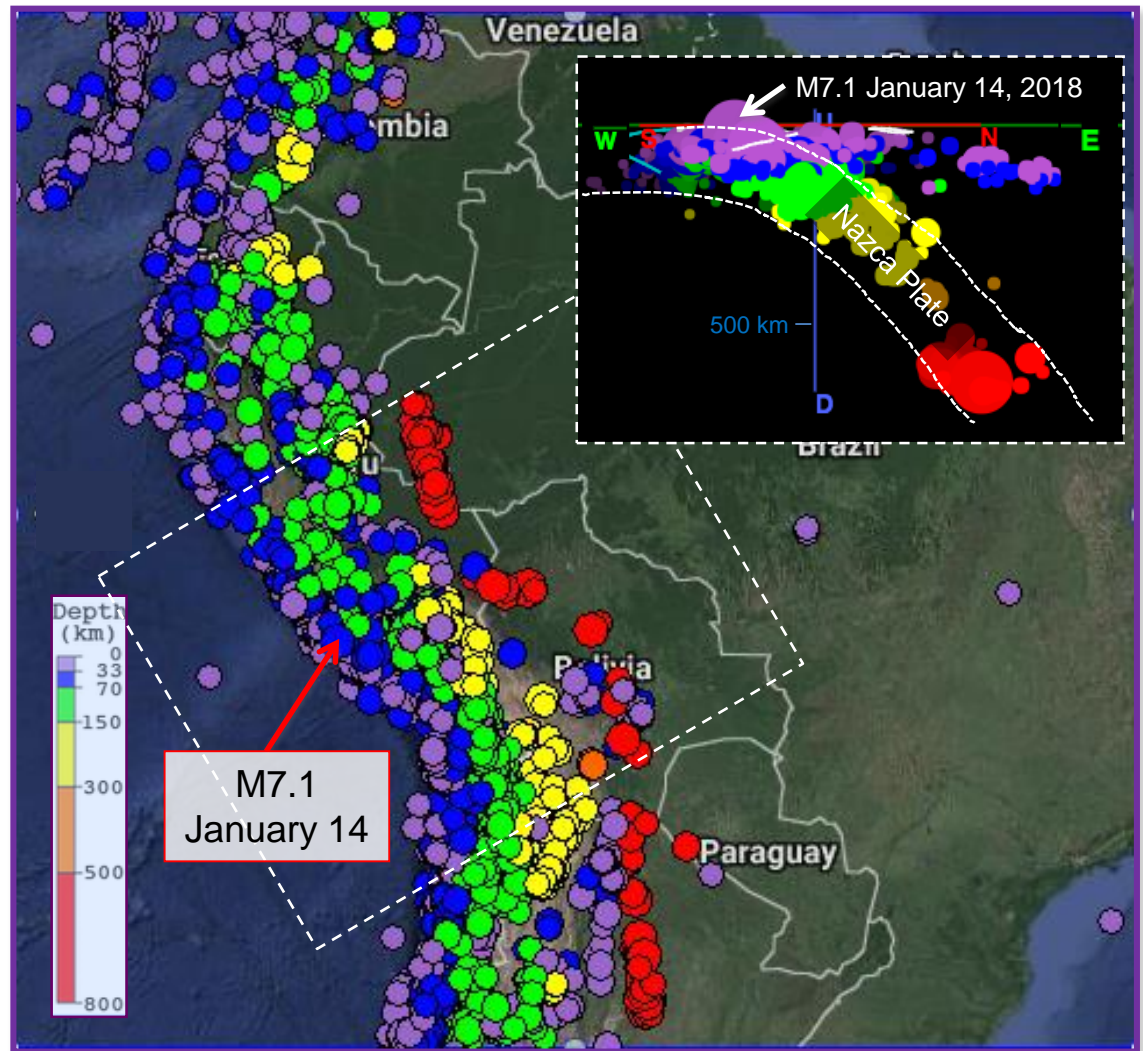 Venezuela
mbia
u
Bolivia
Brazil
Paraguay
M7.1 January 14, 2018
U
W
S
N
E
Nazca Plate
500 km
D
Depth
(km)
0
33
70
150
300
500
800
M7.1
January 14